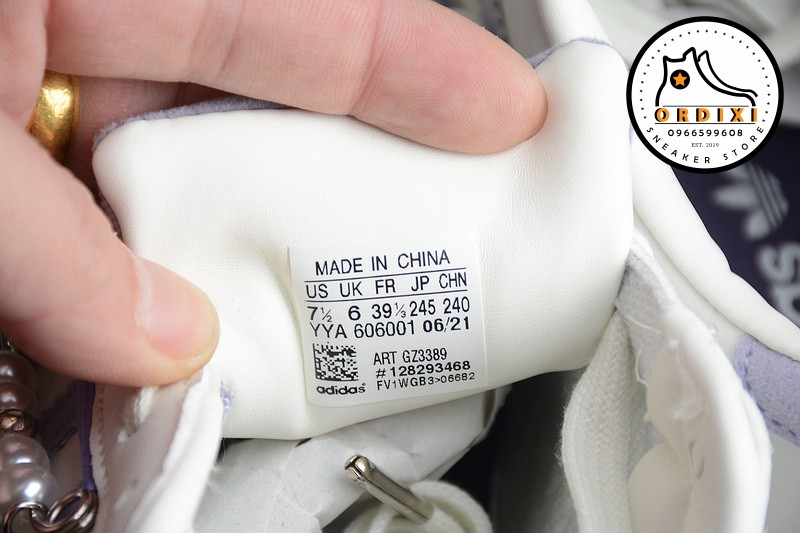 ORDIXI
0966599608
EST. 2019
SNEAKER STORE
MADE IN CHINA
US UK FR JP CHN
7½ 6 39⅓ 245 240
YYA 606001 06/21
ART GZ3389
# 128293468
FV1WGB3>06682
adidas